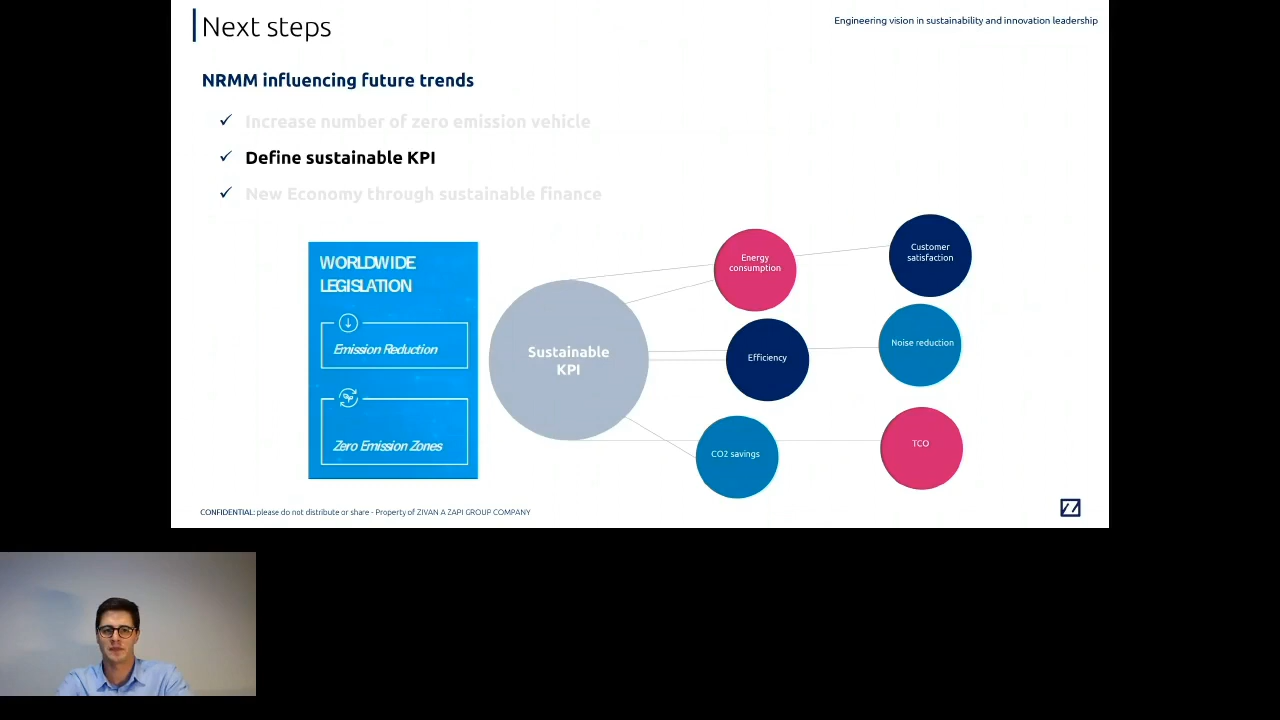 Next steps
Engineering vision in sustainability and innovation leadership
NRMM influencing future trends
✓ Increase number of zero emission vehicle
✓ Define sustainable KPI
✓ New Economy through sustainable finance
WORLDWIDE
LEGISLATION
Emission Reduction
Zero Emission Zones
Sustainable
KPI
Energy
consumption
Customer
satisfaction
Efficiency
Noise reduction
CO2 savings
TCO
CONFIDENTIAL: please do not distribute or share - Property of ZIVAN A ZAPI GROUP COMPANY